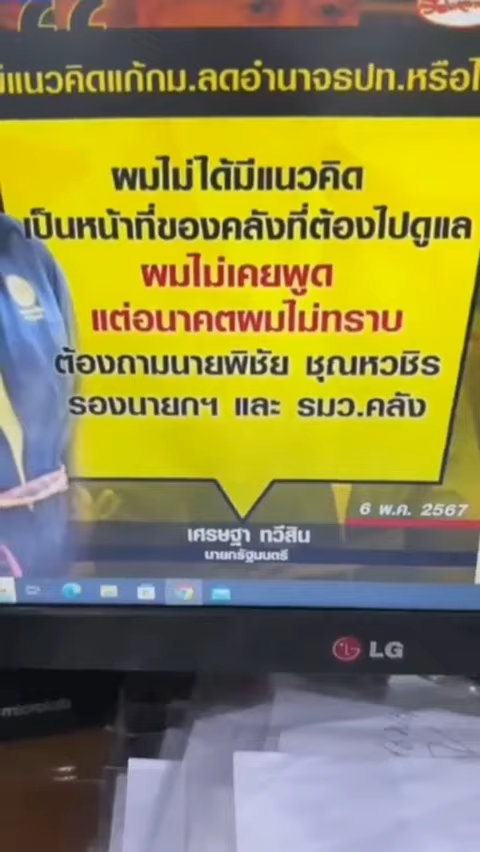 มีแนวคิดแก้กม.ลดอำนาจธปท.หรือไ
ผมไม่ได้มีแนวคิด
เป็นหน้าที่ของคลังที่ต้องไปดูแล
ผมไม่เคยพูด
แต่อนาคตผมไม่ทราบ
ต้องถามนายพิชัย ชุณหวชิร
รองนายกฯ และ รมว.คลัง
6 พ.ค. 2567
เศรษฐา ทวีสิน
นายกรัฐมนตรี
LG